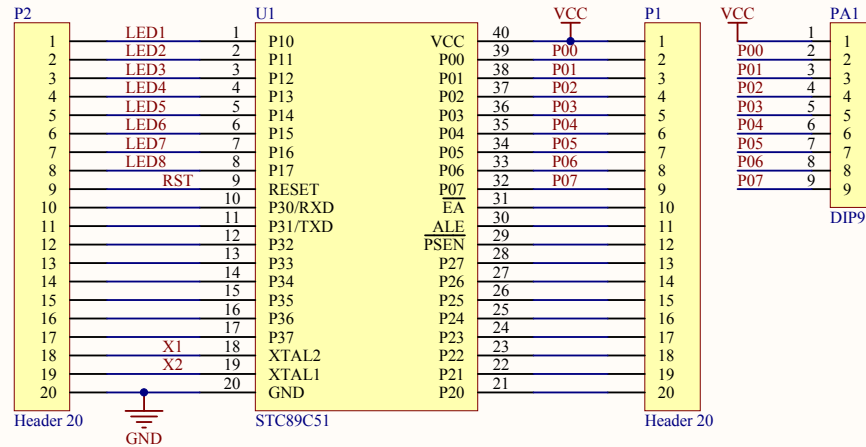 P2 U1 VCC P1 VCC PA1
1 LED1 1 P10 VCC 40 1 1 1
2 LED2 2 P11 P00 39 P00 2 P00 2 2
3 LED3 3 P12 P01 38 P01 3 P01 3 3
4 LED4 4 P13 P02 37 P02 4 P02 4 4
5 LED5 5 P14 P03 36 P03 5 P03 5 5
6 LED6 6 P15 P04 35 P04 6 P04 6 6
7 LED7 7 P16 P05 34 P05 7 P05 7 7
8 LED8 8 P17 P06 33 P06 8 P06 8 8
9 RST 9 RESET P07 32 P07 9 P07 9 9
10 10 P30/RXD EA 31 10
11 11 P31/TXD ALE 30 11 DIP9
12 12 P32 PSEN 29 12
13 13 P33 P27 28 13
14 14 P34 P26 27 14
15 15 P35 P25 26 15
16 16 P36 P24 25 16
17 17 P37 P23 24 17
18 X1 18 XTAL2 P22 23 18
19 X2 19 XTAL1 P21 22 19
20 20 GND P20 21 20
Header 20 STC89C51 Header 20
GND